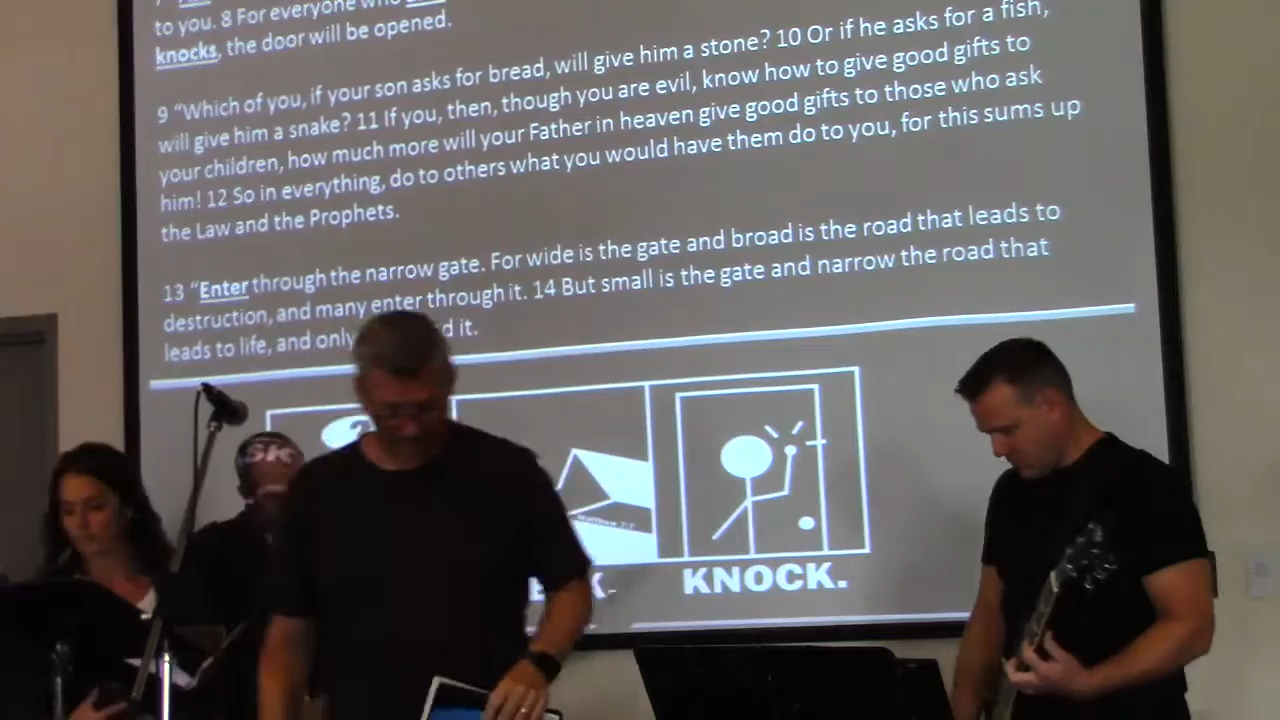 to you. 8 For everyone who
knocks, the door will be opened.
9 “Which of you, if your son asks for bread, will give him a stone? 10 Or if he asks for a fish,
will give him a snake? 11 If you, then, though you are evil, know how to give good gifts to
your children, how much more will your Father in heaven give good gifts to those who ask
him! 12 So in everything, do to others what you would have them do to you, for this sums up
the Law and the Prophets.
13 “Enter through the narrow gate. For wide is the gate and broad is the road that leads to
destruction, and many enter through it. 14 But small is the gate and narrow the road that
leads to life, and only it.
?
SK
Matthew 7:7
KNOCK.